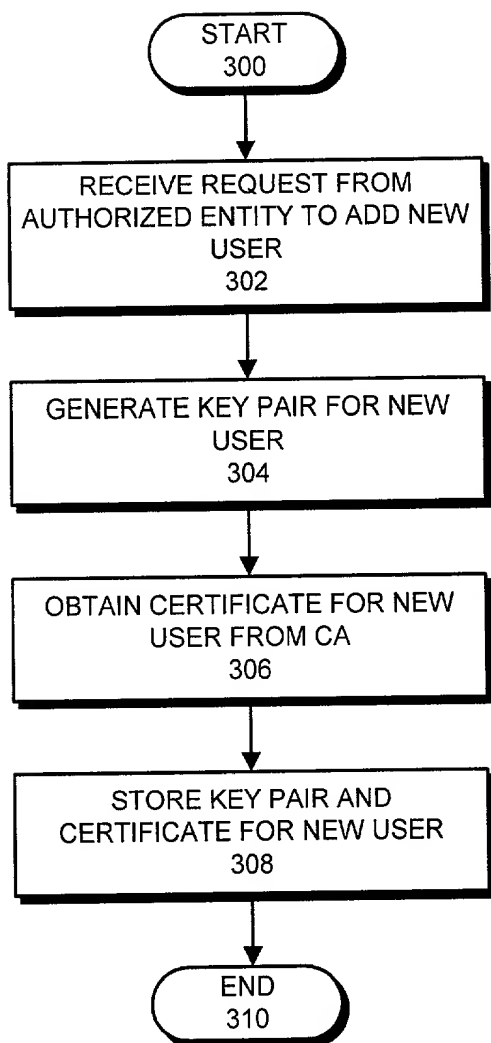 START
300
RECEIVE REQUEST FROM
AUTHORIZED ENTITY TO ADD NEW
USER
302
GENERATE KEY PAIR FOR NEW
USER
304
OBTAIN CERTIFICATE FOR NEW
USER FROM CA
306
STORE KEY PAIR AND
CERTIFICATE FOR NEW USER
308
END
310